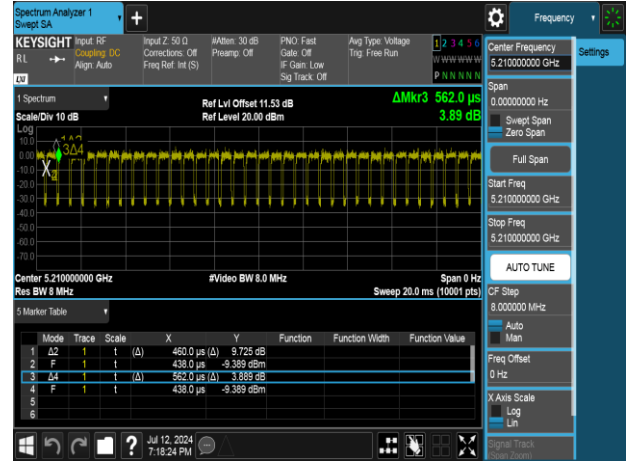 Spectrum Analyzer 1
Swept SA
Frequency
KEYSIGHT
RL
Input: RF
Coupling: DC
Align: Auto
Input Z: 50 Ω
Corrections: Off
Freq Ref: Int (S)
#Atten: 30 dB
Preamp: Off
PNO: Fast
Gate: Off
IF Gain: Low
Sig Track: Off
Avg Type: Voltage
Trig: Free Run
1 2 3 4 5 6
W W W W W W
P N N N N N
LXI
1 Spectrum
Scale/Div 10 dB
Ref Lvl Offset 11.53 dB
Ref Level 20.00 dBm
ΔMkr3 562.0 µs
3.89 dB
Log
10.0
0.00
-10.0
-20.0
-30.0
-40.0
-50.0
-60.0
-70.0
3Δ4
X
Center 5.210000000 GHz
Res BW 8 MHz
#Video BW 8.0 MHz
Span 0 Hz
Sweep 20.0 ms (10001 pts)
5 Marker Table
Mode Trace Scale X Y Function Function Width Function Value
1 Δ2 1 t (Δ) 460.0 µs (Δ) 9.725 dB
2 F 1 t 438.0 µs -9.389 dBm
3 Δ4 1 t (Δ) 562.0 µs (Δ) 3.889 dB
4 F 1 t 438.0 µs -9.389 dBm
5
6
?
Jul 12, 2024
7:18:24 PM
Center Frequency
5.210000000 GHz
Span
0.00000000 Hz
Swept Span
Zero Span
Full Span
Start Freq
5.210000000 GHz
Stop Freq
5.210000000 GHz
AUTO TUNE
CF Step
8.000000 MHz
Auto
Man
Freq Offset
0 Hz
X Axis Scale
Log
Lin
Signal Track
(Span Zoom)
Settings